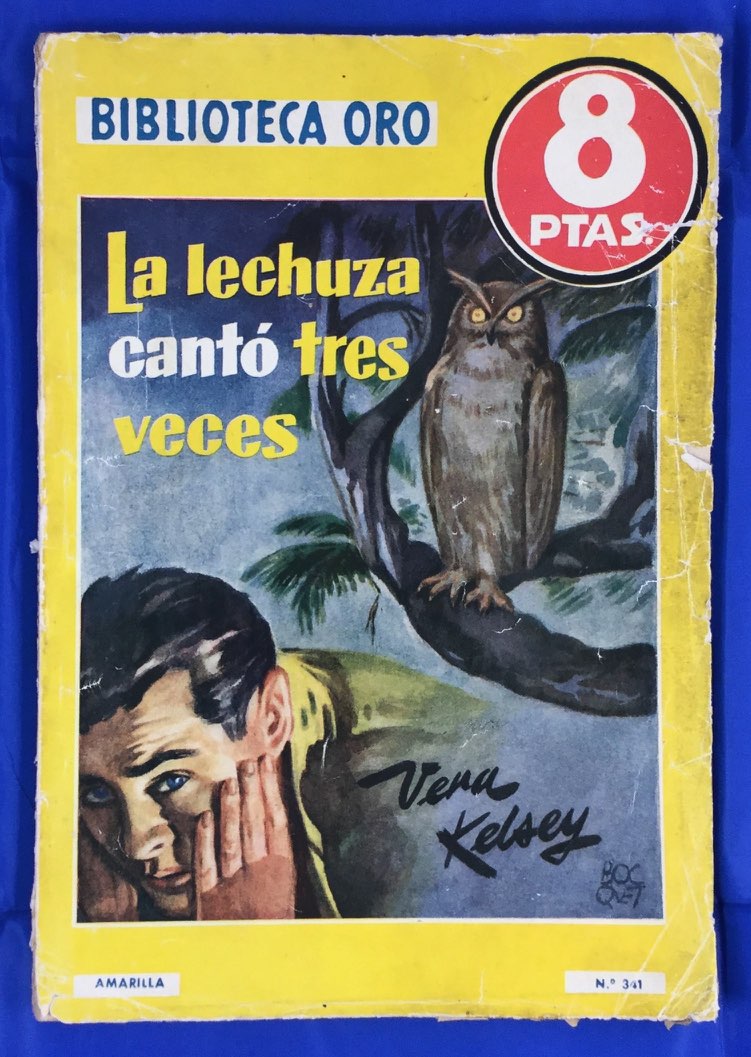 BIBLIOTECA ORO
8
PTAS.
La lechuza
cantó tres
veces
Vera
Kelsey
BOC
QUET
AMARILLA
N.º 341